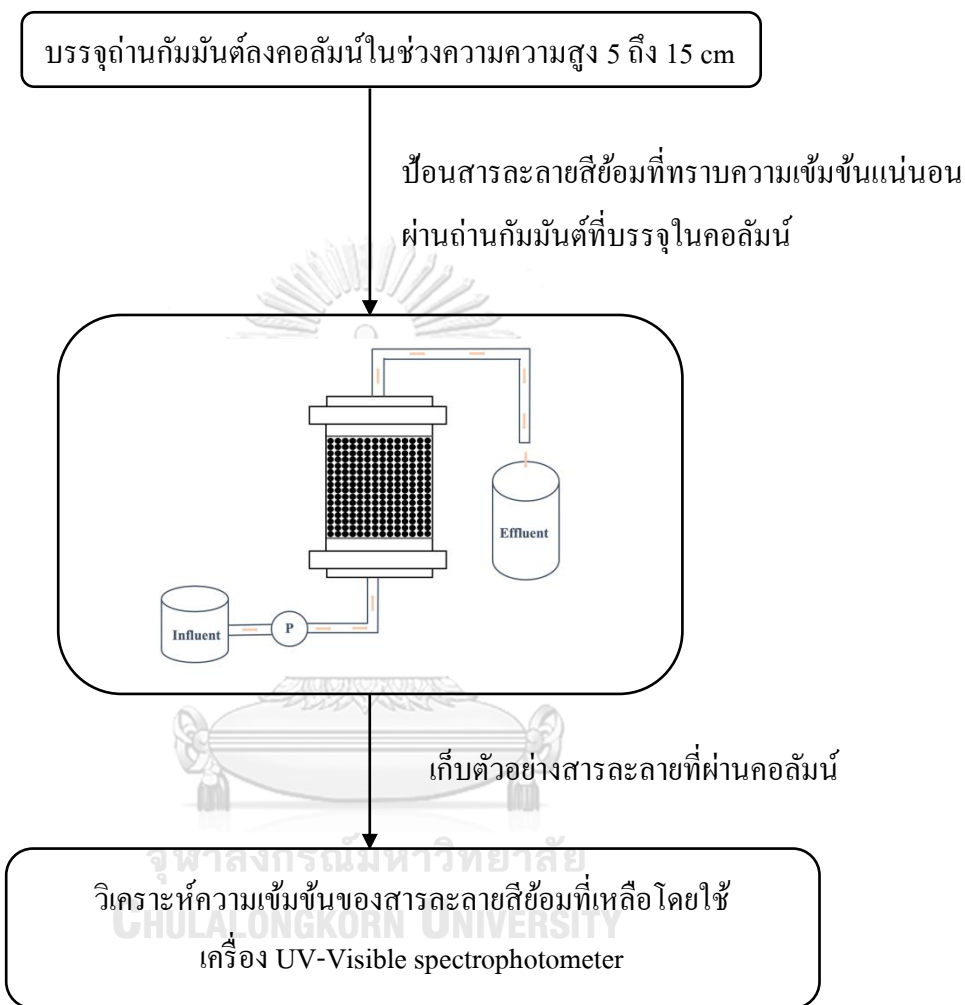 บรรจุถ่านกัมมันต์ลงคอลัมน์ในช่วงความความสูง 5 ถึง 15 cm
ป้อนสารละลายสีย้อมที่ทราบความเข้มข้นแน่นอน
ผ่านถ่านกัมมันต์ที่บรรจุในคอลัมน์
Effluent
Influent
P
เก็บตัวอย่างสารละลายที่ผ่านคอลัมน์
จุฬาลงกรณ์มหาวิทยาลัย
วิเคราะห์ความเข้มข้นของสารละลายสีย้อมที่เหลือโดยใช้
CHULALONGKORN UNIVERSITY
เครื่อง UV-Visible spectrophotometer